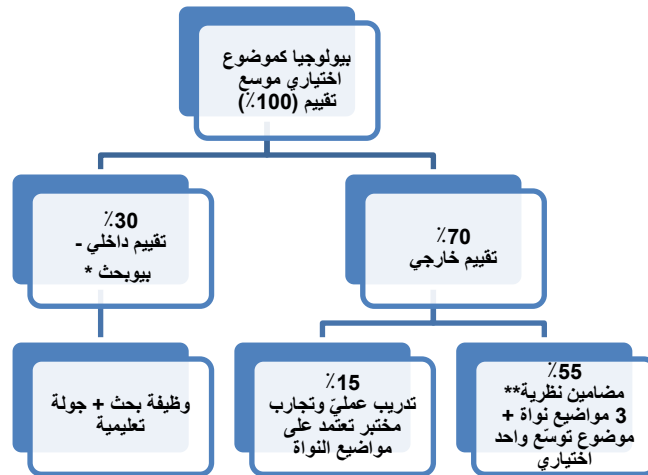 بيولوجيا كموضوع
اختياري موسع
تقييم (100٪)
30٪
تقييم داخلي -
بيوبحث *
70٪
تقييم خارجي
وظيفة بحث + جولة
تعليمية
15٪
تدريب عمليّ وتجارب
مختبر تعتمد على
مواضيع النواة
55%
مضامين نظرية**
3 مواضيع نواة +
موضوع توسّع واحد
اختياري